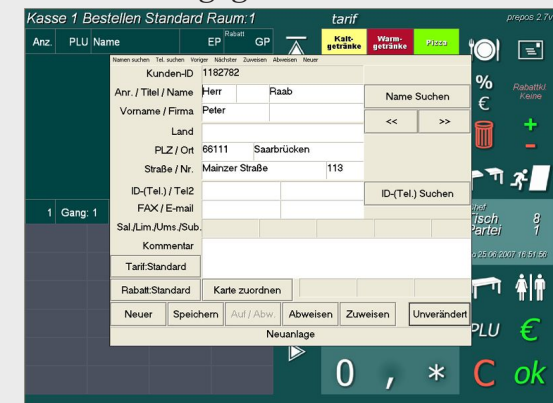 Kasse 1 Bestellen Standard Raum:1 tarif prepos 2.7
Anz. PLU Name EP Rabatt GP Kalt-getränke Warm-getränke Pizza
Namen suchen Tel. suchen Voriger Nächster Zuweisen Abweisen Neuer
Kunden-ID 1182782
Anr. / Titel / Name Herr Raab Name Suchen
Vorname / Firma Peter << >>
Land
PLZ / Ort 66111 Saarbrücken
Straße / Nr. Mainzer Straße 113
ID-(Tel.) / Tel2 ID-(Tel.) Suchen
FAX / E-mail
Sal./Lim./Ums./Sub.
Kommentar
Tarif:Standard
Rabatt:Standard Karte zuordnen
Neuer Speichern Auf / Abw. Abweisen Zuweisen Unverändert
Neuanlage
% € Rabattkl
Keine
+
-
1 Gang: 1
isch 8
Partei 1
25.06.2007 16:51:56
PLU €
0 , * C ok